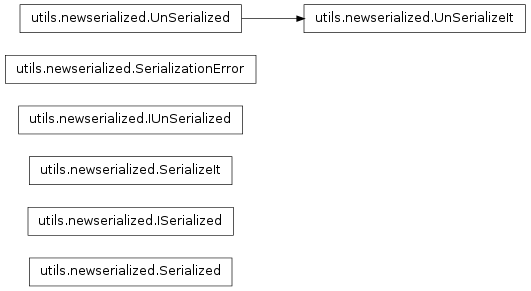 utils.newserialized.UnSerialized
utils.newserialized.UnSerializeIt
utils.newserialized.SerializationError
utils.newserialized.IUnSerialized
utils.newserialized.SerializeIt
utils.newserialized.ISerialized
utils.newserialized.Serialized